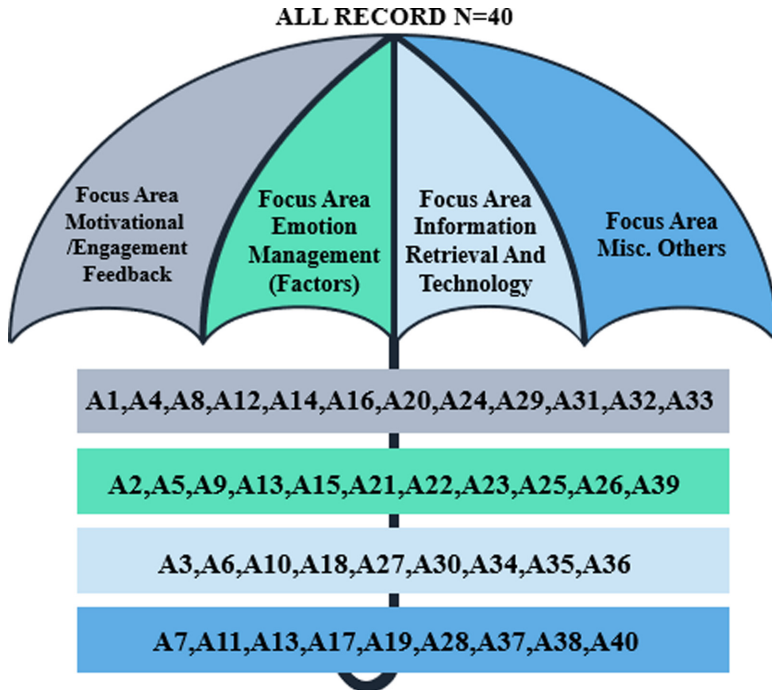 ALL RECORD N=40
Focus Area
Motivational
/Engagement
Feedback
Focus Area
Emotion
Management
(Factors)
Focus Area
Information
Retrieval And
Technology
Focus Area
Misc. Others
A1,A4,A8,A12,A14,A16,A20,A24,A29,A31,A32,A33
A2,A5,A9,A13,A15,A21,A22,A23,A25,A26,A39
A3,A6,A10,A18,A27,A30,A34,A35,A36
A7,A11,A13,A17,A19,A28,A37,A38,A40